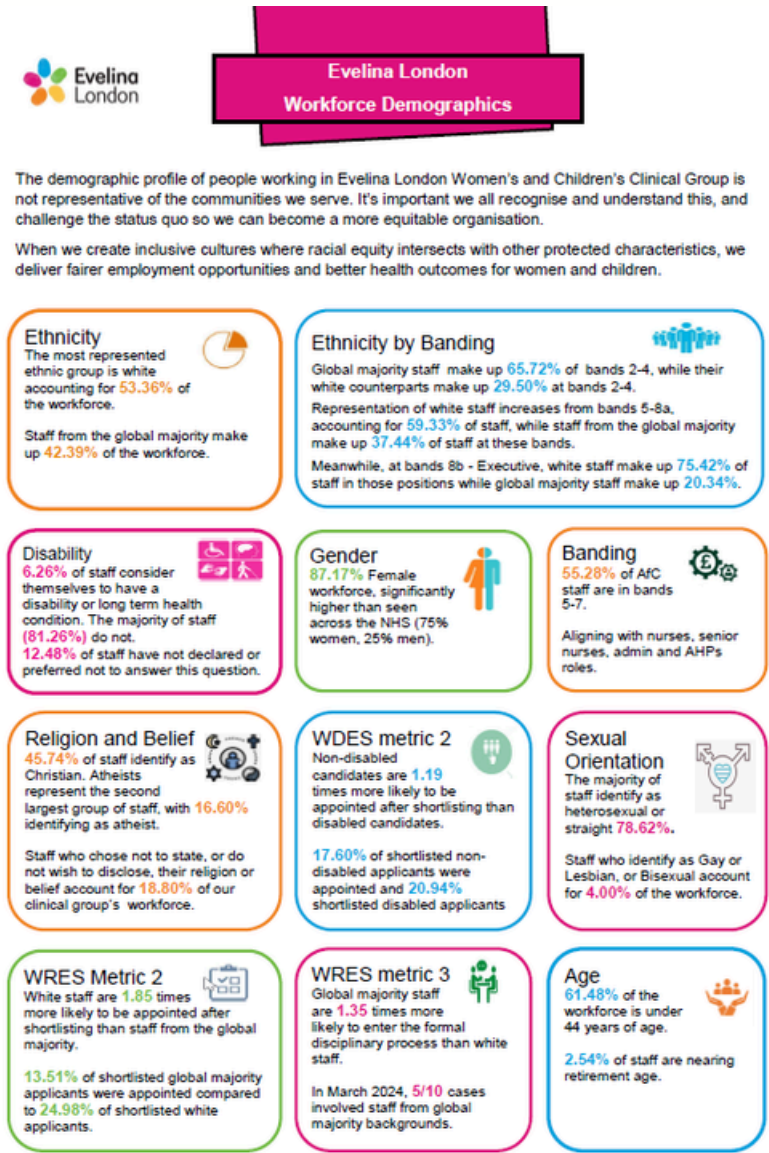 Evelina
London
Evelina London
Workforce Demographics
The demographic profile of people working in Evelina London Women's and Children's Clinical Group is
not representative of the communities we serve. It's important we all recognise and understand this, and
challenge the status quo so we can become a more equitable organisation.
When we create inclusive cultures where racial equity intersects with other protected characteristics, we
deliver fairer employment opportunities and better health outcomes for women and children.
Ethnicity
The most represented
ethnic group is white
accounting for 53.36% of
the workforce.
Staff from the global majority make
up 42.39% of the workforce.
Ethnicity by Banding
Global majority staff make up 65.72% of bands 2-4, while their
white counterparts make up 29.50% at bands 2-4.
Representation of white staff increases from bands 5-8a,
accounting for 59.33% of staff, while staff from the global majority
make up 37.44% of staff at these bands.
Meanwhile, at bands 8b - Executive, white staff make up 75.42% of
staff in those positions while global majority staff make up 20.34%.
Disability
6.26% of staff consider
themselves to have a
disability or long term health
condition. The majority of staff
(81.26%) do not.
12.48% of staff have not declared or
preferred not to answer this question.
Gender
87.17% Female
workforce, significantly
higher than seen
across the NHS (75%
women, 25% men).
Banding
55.28% of AfC
staff are in bands
5-7.
Aligning with nurses, senior
nurses, admin and AHPs
roles.
Religion and Belief
45.74% of staff identify as
Christian. Atheists
represent the second
largest group of staff, with 16.60%
identifying as atheist.
Staff who chose not to state, or do
not wish to disclose, their religion or
belief account for 18.80% of our
clinical group's workforce.
WDES metric 2
Non-disabled
candidates are 1.19
times more likely to be
appointed after shortlisting than
disabled candidates.
17.60% of shortlisted non-
disabled applicants were
appointed and 20.94%
shortlisted disabled applicants
Sexual
Orientation
The majority of
staff identify as
heterosexual or
straight 78.62%.
Staff who identify as Gay or
Lesbian, or Bisexual account
for 4.00% of the workforce.
WRES Metric 2
White staff are 1.85 times
more likely to be appointed after
shortlisting than staff from the global
majority.
13.51% of shortlisted global majority
applicants were appointed compared
to 24.98% of shortlisted white
applicants.
WRES metric 3
Global majority staff
are 1.35 times more
likely to enter the formal
disciplinary process than white
staff.
In March 2024, 5/10 cases
involved staff from global
majority backgrounds.
Age
61.48% of the
workforce is under
44 years of age.
2.54% of staff are nearing
retirement age.